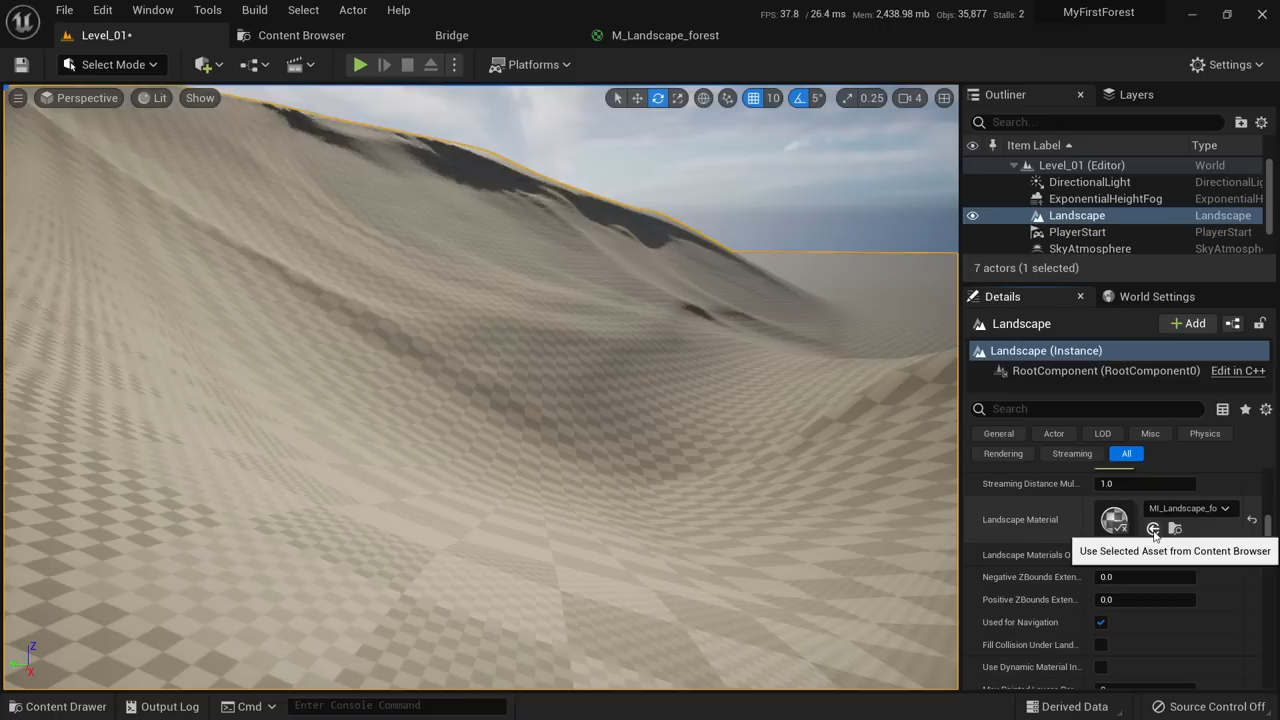 File Edit Window Tools Build Select Actor Help
FPS: 37.8 / 26.4 ms Mem: 2,438.98 mb Objs: 35,877 Stalls: 2
MyFirstForest
Level_01*
Content Browser
Bridge
M_Landscape_forest
Select Mode
Platforms
Settings
Perspective
Lit
Show
10
5°
0.25
4
Outliner
Layers
Search...
Item Label
Type
Level_01 (Editor) World
DirectionalLight DirectionalLig
ExponentialHeightFog ExponentialH
Landscape Landscape
PlayerStart PlayerStart
SkyAtmosphere SkyAtmosph
7 actors (1 selected)
Details
World Settings
Landscape
Add
Landscape (Instance)
RootComponent (RootComponent0) Edit in C++
Search
General Actor LOD Misc Physics
Rendering Streaming All
Streaming Distance Mul... 1.0
MI_Landscape_fo
Landscape Material
Use Selected Asset from Content Browser
Landscape Materials O
Negative ZBounds Exten... 0.0
Positive ZBounds Exten... 0.0
Used for Navigation
Fill Collision Under Land...
Use Dynamic Material In...
Z
X
Content Drawer
Output Log
Cmd
Enter Console Command
Derived Data
Source Control Off